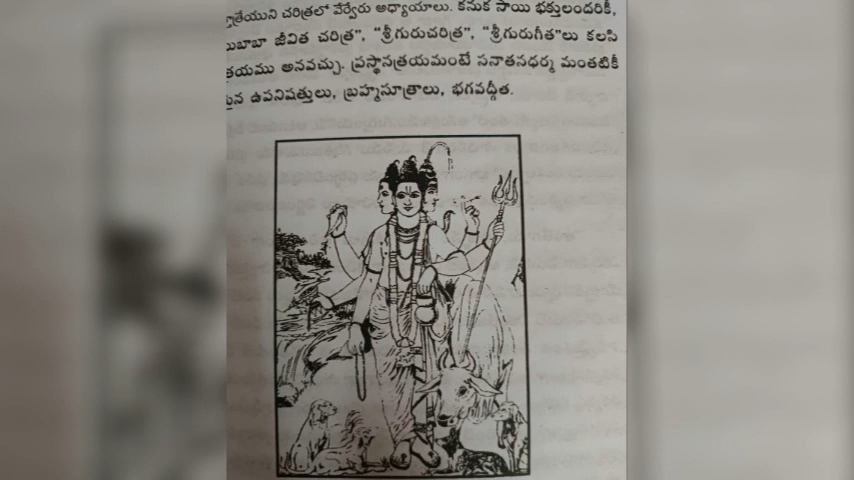 త్రేయుని చరిత్రలో వేర్వేరు అధ్యాయాలు. కనుక సాయి భక్తులందరికీ,
యిబాబా జీవిత చరిత్ర", "శ్రీగురుచరిత్ర", "శ్రీగురుగీత"లు కలసి
త్రయము అనవచ్చు. ప్రస్థానత్రయమంటే సనాతనధర్మ మంతటికీ
మైన ఉపనిషత్తులు, బ్రహ్మసూత్రాలు, భగవద్గీత.